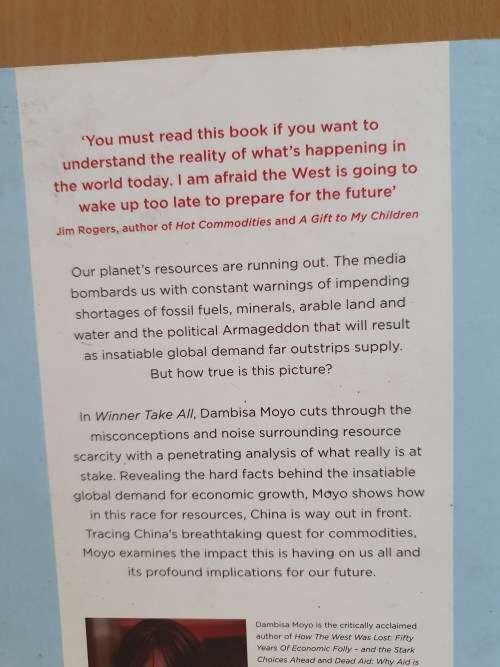 ‘You must read this book if you want to
understand the reality of what’s happening in
the world today. I am afraid the West is going to
wake up too late to prepare for the future’
Jim Rogers, author of Hot Commodities and A Gift to My Children
Our planet’s resources are running out. The media
bombards us with constant warnings of impending
shortages of fossil fuels, minerals, arable land and
water and the political Armageddon that will result
as insatiable global demand far outstrips supply.
But how true is this picture?
In Winner Take All, Dambisa Moyo cuts through the
misconceptions and noise surrounding resource
scarcity with a penetrating analysis of what really is at
stake. Revealing the hard facts behind the insatiable
global demand for economic growth, Moyo shows how
in this race for resources, China is way out in front.
Tracing China’s breathtaking quest for commodities,
Moyo examines the impact this is having on us all and
its profound implications for our future.
Dambisa Moyo is the critically acclaimed
author of How The West Was Lost: Fifty
Years Of Economic Folly – and the Stark
Choices Ahead and Dead Aid: Why Aid is